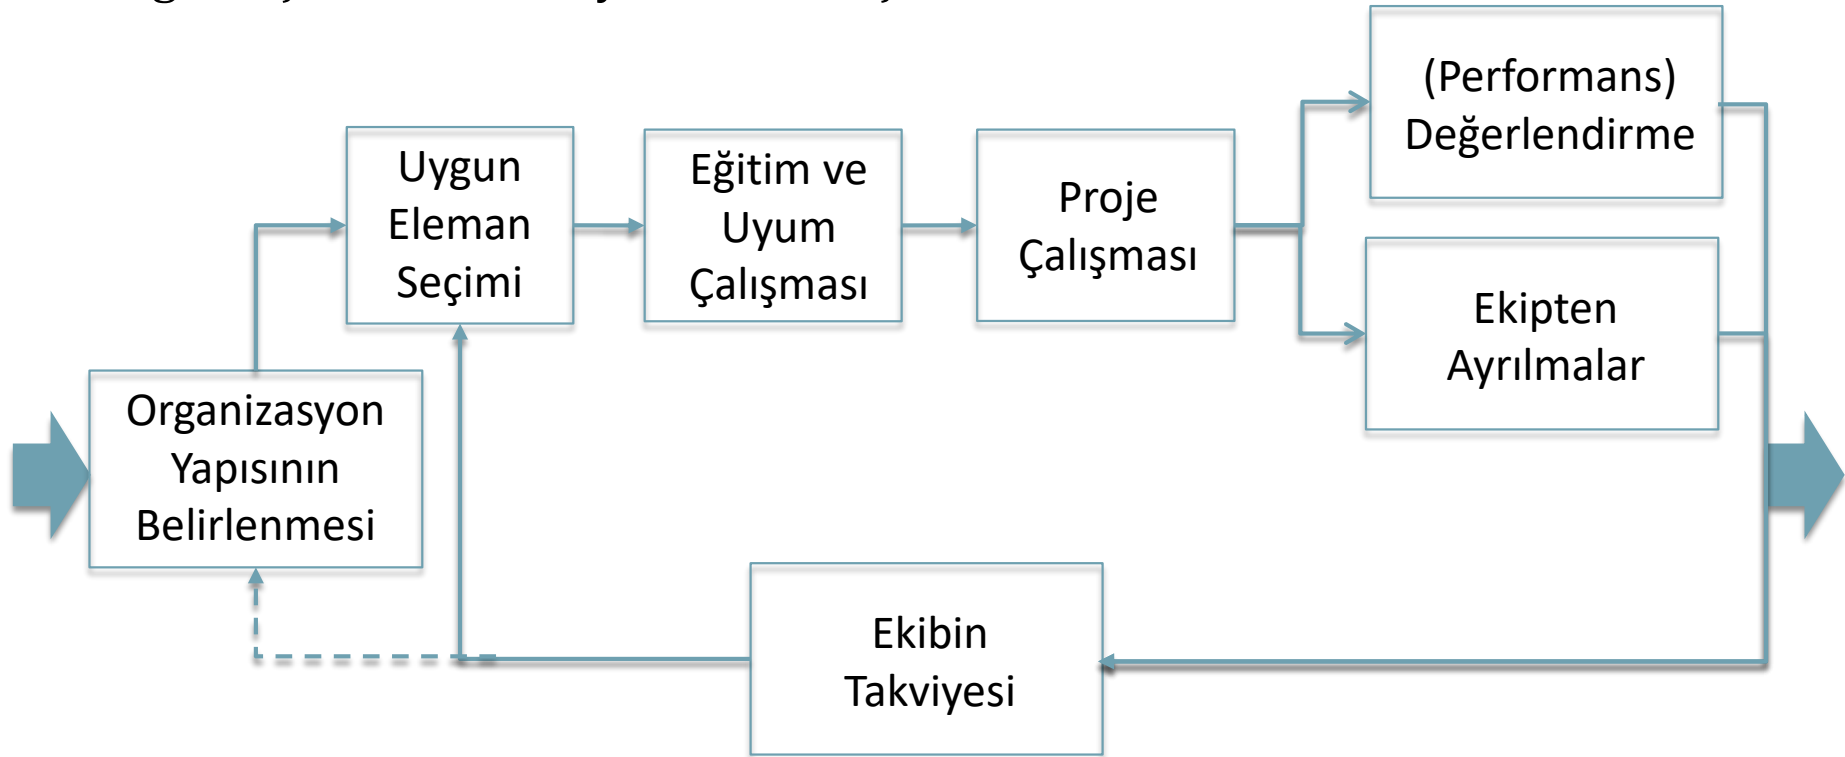 (Performans)
Değerlendirme
Uygun
Eleman
Seçimi
Eğitim ve
Uyum
Çalışması
Proje
Çalışması
Ekipten
Ayrılmalar
Organizasyon
Yapısının
Belirlenmesi
Ekibin
Takviyesi